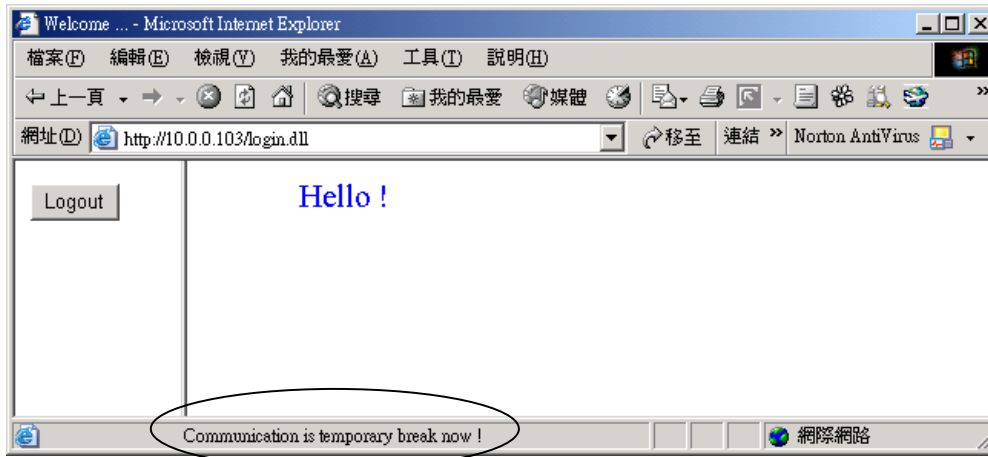 Welcome ... - Microsoft Internet Explorer
檔案(F) 編輯(E) 檢視(V) 我的最愛(A) 工具(T) 說明(H)
上一頁 搜尋 我的最愛 媒體 »
網址(D) http://10.0.0.103/login.dll 移至 連結 » Norton AntiVirus
Logout
Hello !
Communication is temporary break now !
網際網路